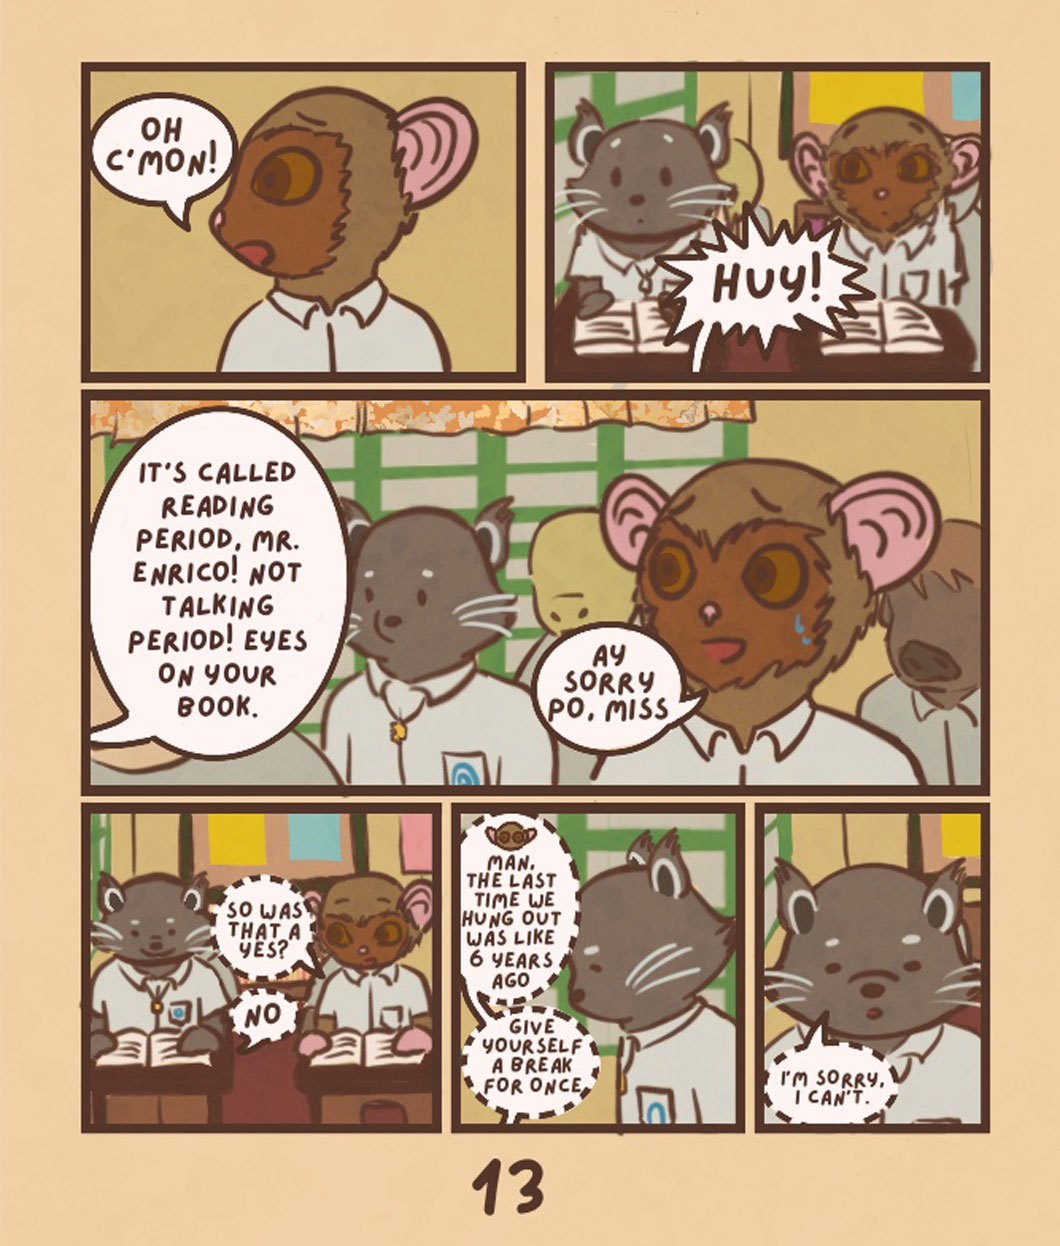 OH
C'MON!
HUY!
IT'S CALLED
READING
PERIOD, MR.
ENRICO! NOT
TALKING
PERIOD! EYES
ON YOUR
BOOK.
AY
SORRY
PO, MISS
SO WAS
THAT A
YES?
NO
MAN,
THE LAST
TIME WE
HUNG OUT
WAS LIKE
6 YEARS
AGO
GIVE
YOURSELF
A BREAK
FOR ONCE
I'M SORRY,
I CAN'T.
13